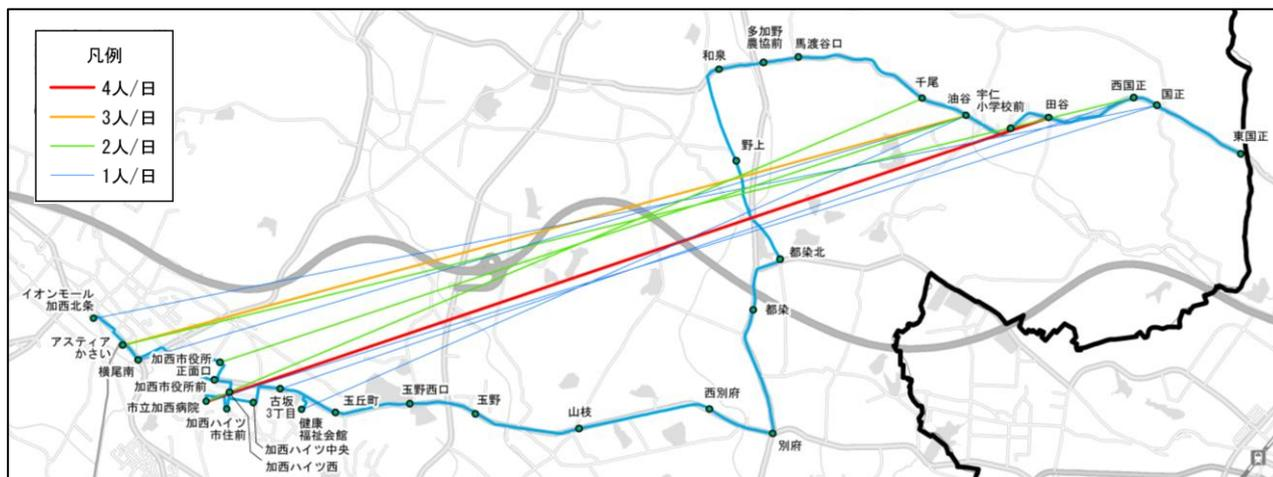 凡例
4人/日
3人/日
2人/日
1人/日
和泉
多加野
農協前
馬渡谷口
千尾
油谷
宇仁
小学校前
田谷
西国正
国正
東国正
野上
都染北
都染
イオンモール
加西北条
アスティア
かさい
横尾南
加西市役所
正面口
加西市役所前
市立加西病院
加西ハイツ
市住前
加西ハイツ中央
加西ハイツ西
古坂
3丁目
健康
福祉会館
玉丘町
玉野西口
玉野
山枝
西別府
別府